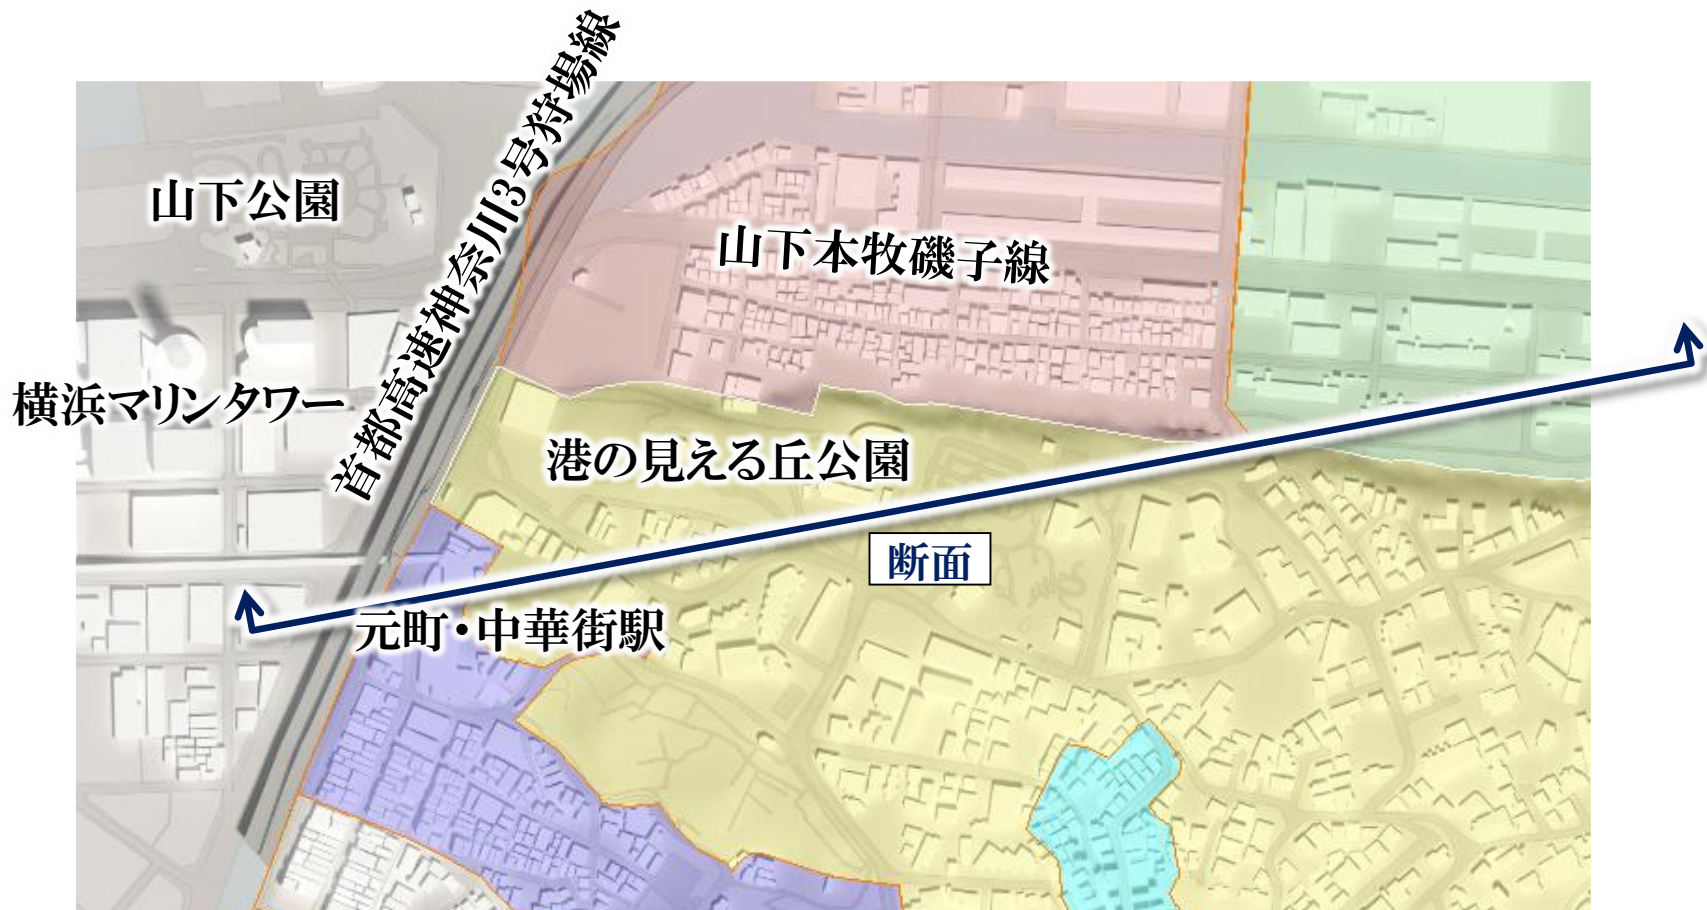 首都高速神奈川3号狩場線
山下公園
山下本牧磯子線
横浜マリンタワー
港の見える丘公園
断面
元町・中華街駅